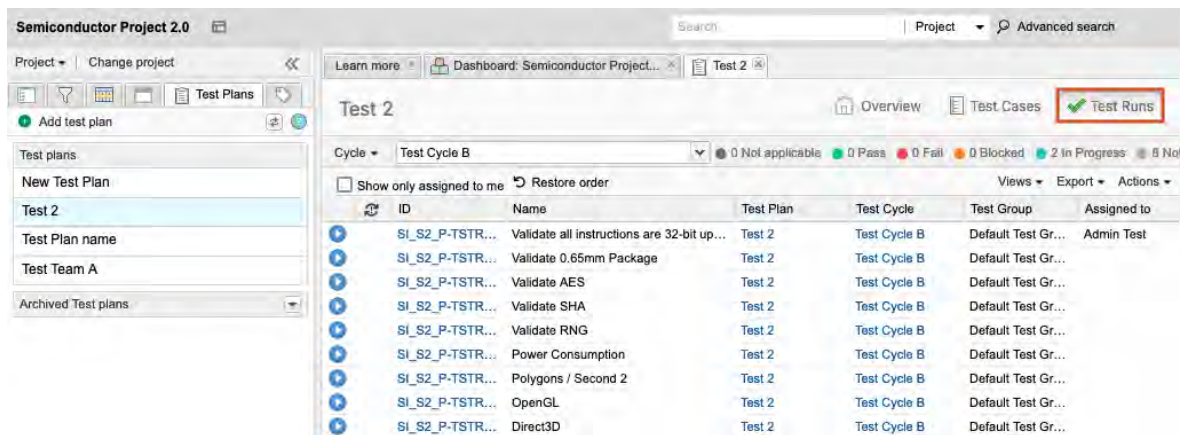 Semiconductor Project 2.0
Search
Project
Advanced search
Project
Change project
Learn more
Dashboard: Semiconductor Project...
Test 2
Test Plans
Test 2
Overview
Test Cases
Test Runs
Add test plan
Test plans
Cycle
Test Cycle B
0 Not applicable
0 Pass
0 Fail
0 Blocked
2 In Progress
New Test Plan
Show only assigned to me
Restore order
Views
Export
Actions
Test 2
ID Name Test Plan Test Cycle Test Group Assigned to
Test Plan name
SI_S2_P-TSTR... Validate all instructions are 32-bit up... Test 2 Test Cycle B Default Test Gr... Admin Test
SI_S2_P-TSTR... Validate 0.65mm Package Test 2 Test Cycle B Default Test Gr...
Test Team A
SI_S2_P-TSTR... Validate AES Test 2 Test Cycle B Default Test Gr...
Archived Test plans
SI_S2_P-TSTR... Validate SHA Test 2 Test Cycle B Default Test Gr...
SI_S2_P-TSTR... Validate RNG Test 2 Test Cycle B Default Test Gr...
SI_S2_P-TSTR... Power Consumption Test 2 Test Cycle B Default Test Gr...
SI_S2_P-TSTR... Polygons / Second 2 Test 2 Test Cycle B Default Test Gr...
SI_S2_P-TSTR... OpenGL Test 2 Test Cycle B Default Test Gr...
SI_S2_P-TSTR... Direct3D Test 2 Test Cycle B Default Test Gr...